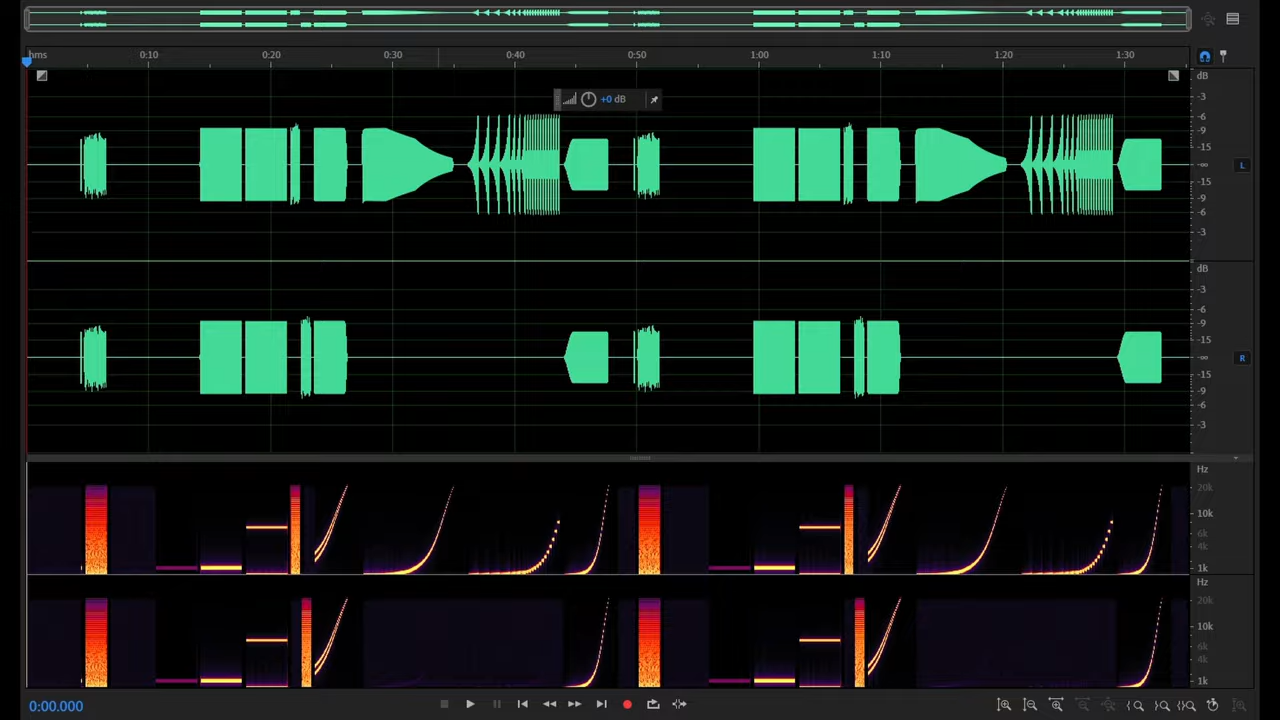 hms 0:10 0:20 0:30 0:40 0:50 1:00 1:10 1:20 1:30
dB
-3
-6
-9
-15
-∞ L
-15
-9
-6
-3
+0 dB
dB
-3
-6
-9
-15
-∞ R
-15
-9
-6
-3
Hz
20k
10k
6k
4k
1k
Hz
20k
10k
6k
4k
1k
0:00.000